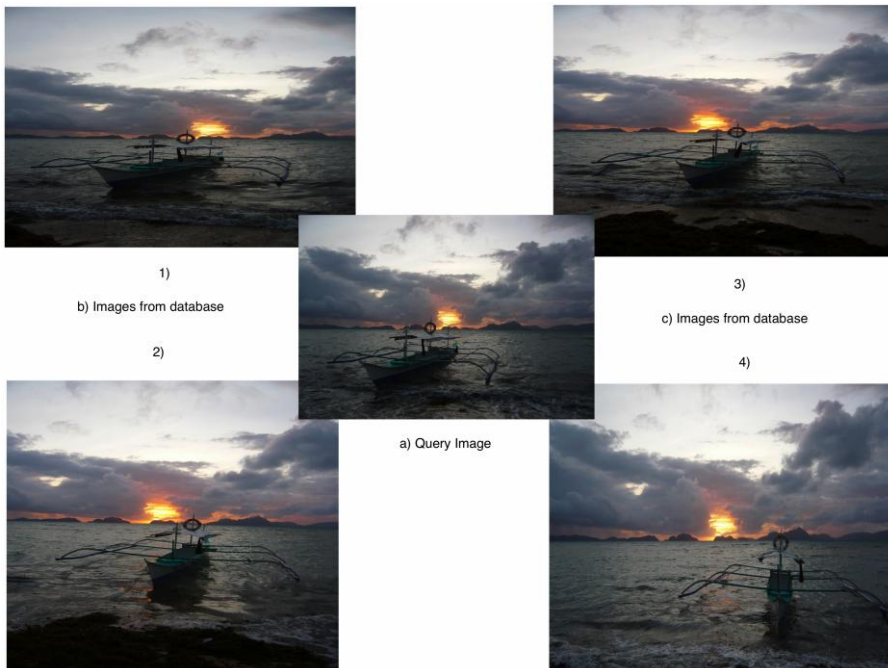 1)
b) Images from database
2)
3)
c) Images from database
4)
a) Query Image